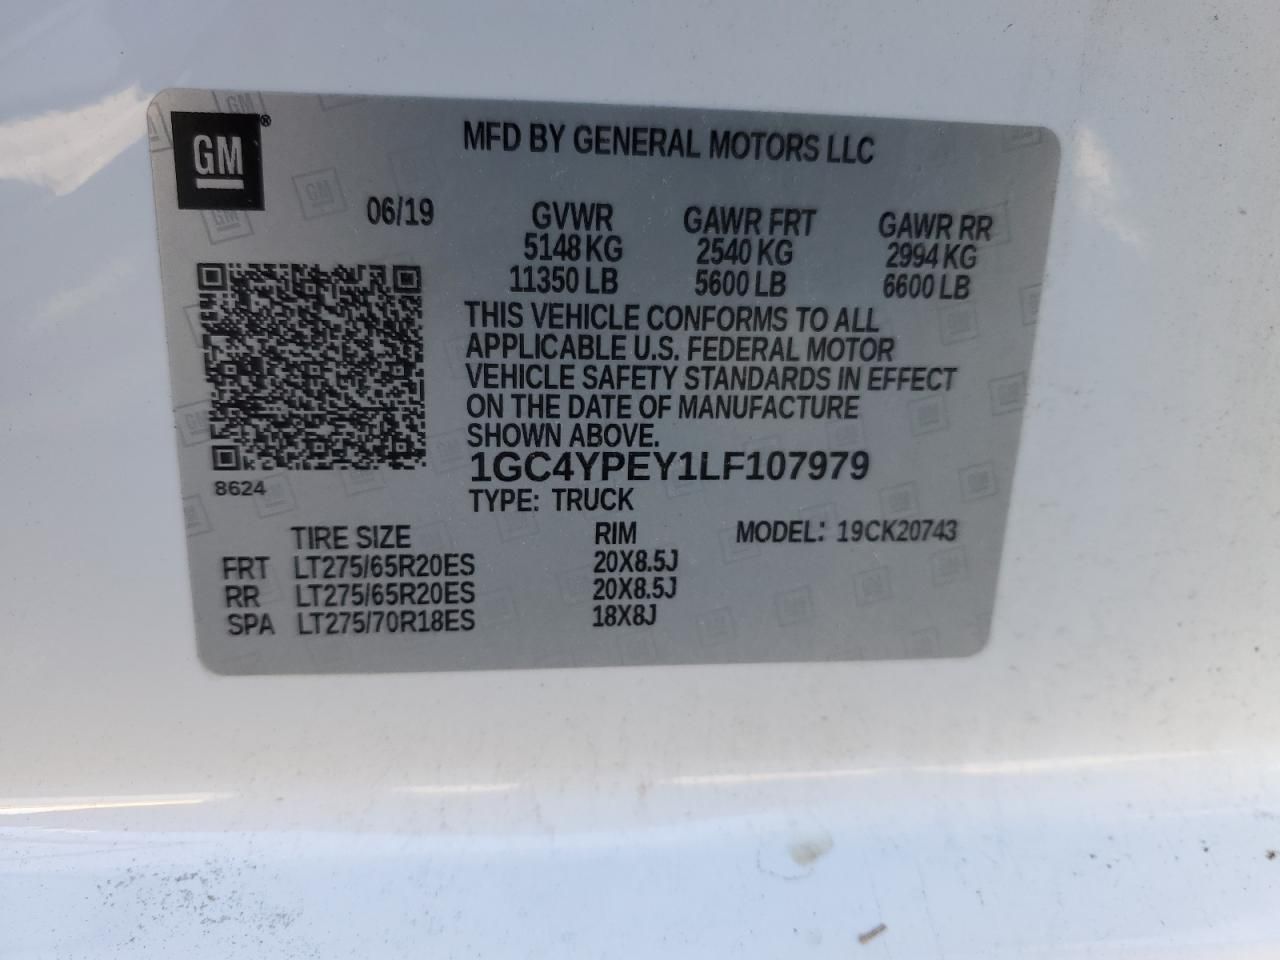 GM®
MFD BY GENERAL MOTORS LLC
06/19
GVWR GAWR FRT GAWR RR
5148 KG 2540 KG 2994 KG
11350 LB 5600 LB 6600 LB
THIS VEHICLE CONFORMS TO ALL
APPLICABLE U.S. FEDERAL MOTOR
VEHICLE SAFETY STANDARDS IN EFFECT
ON THE DATE OF MANUFACTURE
SHOWN ABOVE.
1GC4YPEY1LF107979
8624
TYPE: TRUCK
TIRE SIZE RIM MODEL: 19CK20743
FRT LT275/65R20ES 20X8.5J
RR LT275/65R20ES 20X8.5J
SPA LT275/70R18ES 18X8J